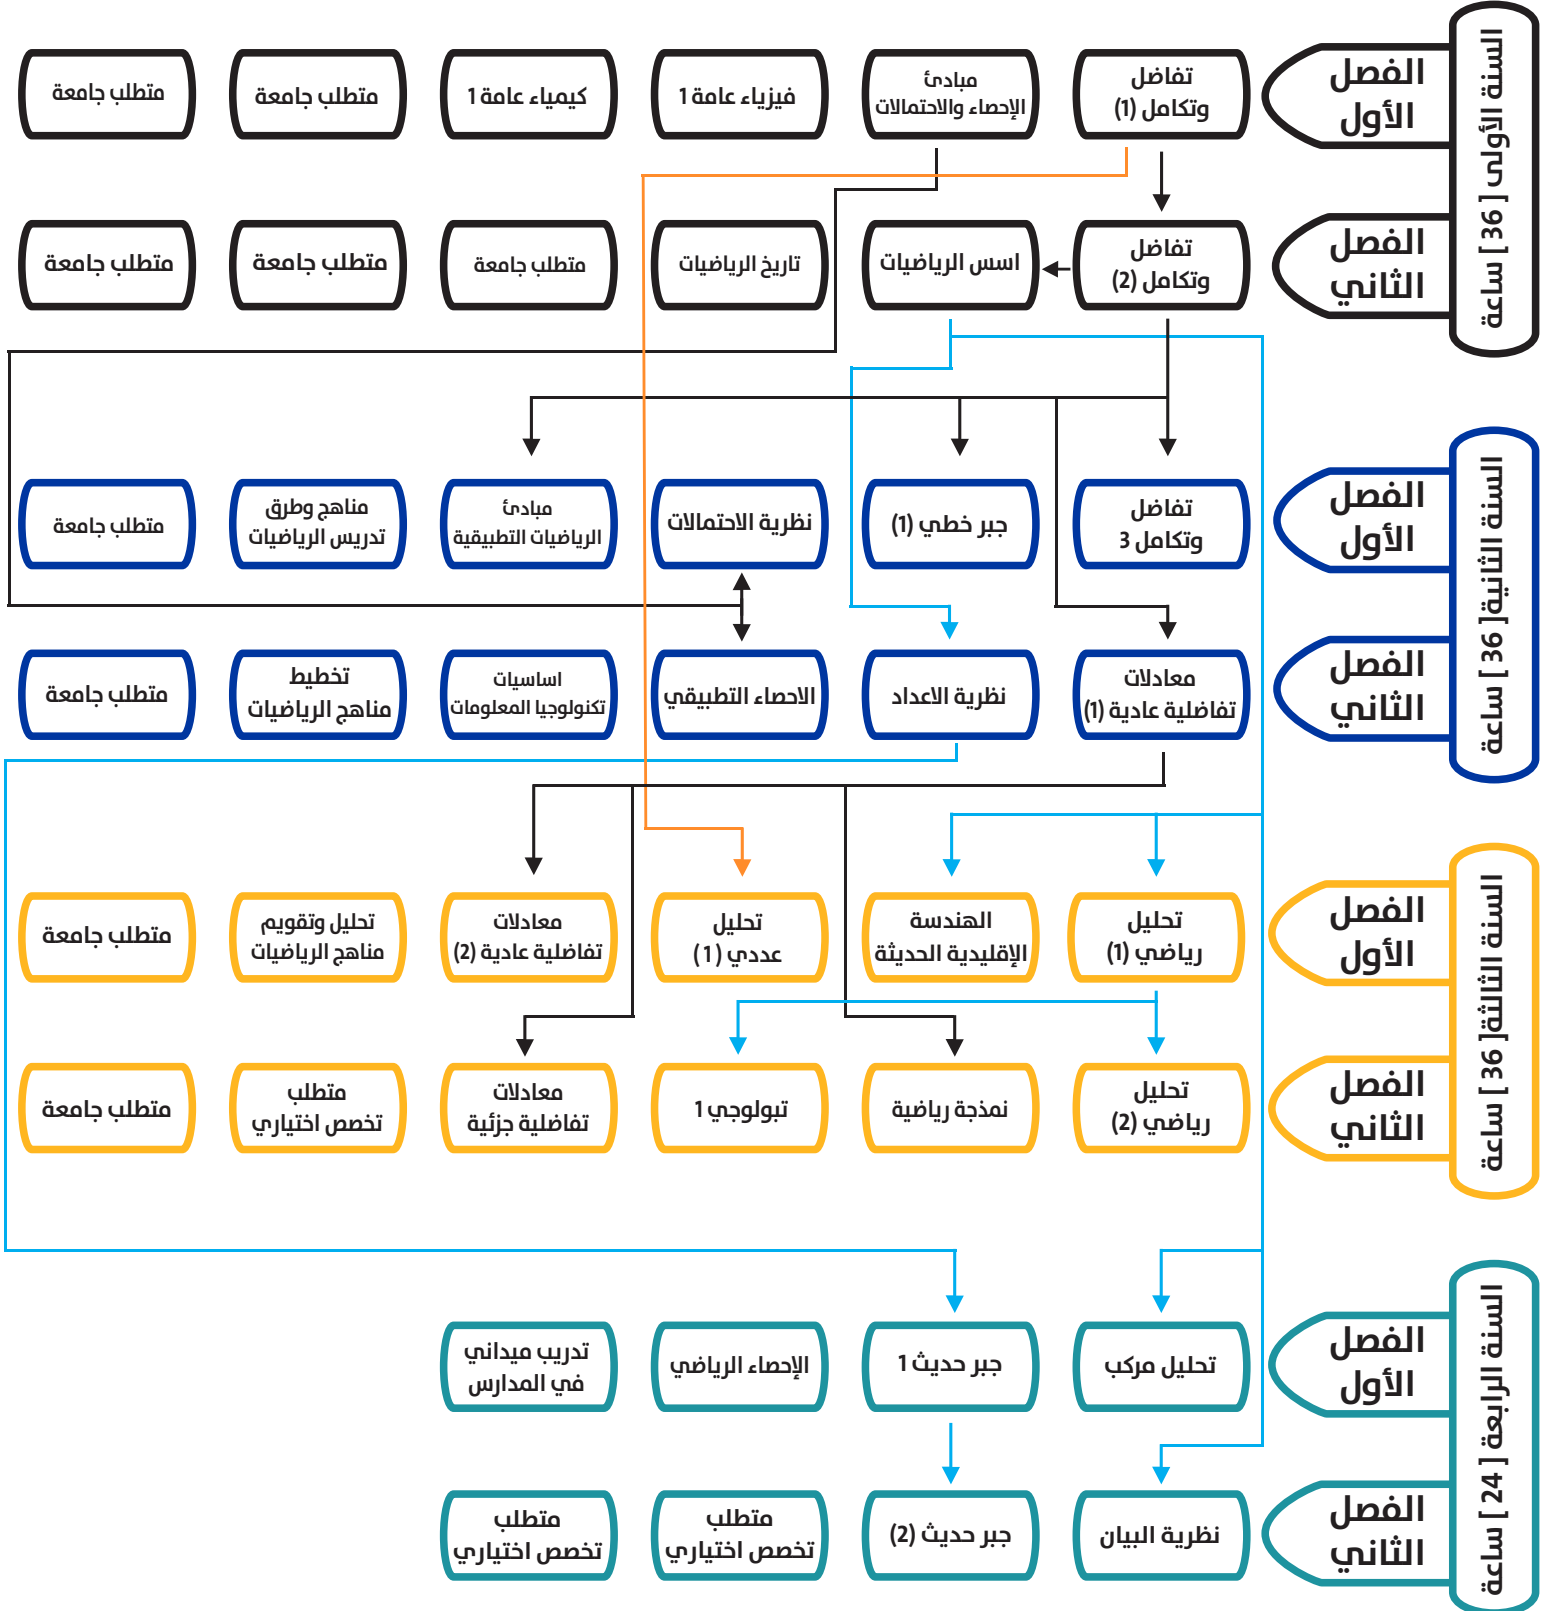 السنة الأولى [ 36 ] ساعة
الفصل
الأول
تفاضل
وتكامل (1)
مبادئ
الإحصاء والاحتمالات
فيزياء عامة 1
كيمياء عامة 1
متطلب جامعة
متطلب جامعة
الفصل
الثاني
تفاضل
وتكامل (2)
اسس الرياضيات
تاريخ الرياضيات
متطلب جامعة
متطلب جامعة
متطلب جامعة
السنة الثانية[ 36 ] ساعة
الفصل
الأول
تفاضل
وتكامل 3
جبر خطي (1)
نظرية الاحتمالات
مبادئ
الرياضيات التطبيقية
مناهج وطرق
تدريس الرياضيات
متطلب جامعة
الفصل
الثاني
معادلات
تفاضلية عادية (1)
نظرية الاعداد
الاحصاء التطبيقي
اساسيات
تكنولوجيا المعلومات
تخطيط
مناهج الرياضيات
متطلب جامعة
السنة الثالثة[ 36 ] ساعة
الفصل
الأول
تحليل
رياضي (1)
الهندسة
الإقليدية الحديثة
تحليل
عددي (1)
معادلات
تفاضلية عادية (2)
تحليل وتقويم
مناهج الرياضيات
متطلب جامعة
الفصل
الثاني
تحليل
رياضي (2)
نمذجة رياضية
تبولوجي 1
معادلات
تفاضلية جزئية
متطلب
تخصص اختياري
متطلب جامعة
السنة الرابعة [ 24 ] ساعة
الفصل
الأول
تحليل مركب
جبر حديث 1
الإحصاء الرياضي
تدريب ميداني
في المدارس
الفصل
الثاني
نظرية البيان
جبر حديث (2)
متطلب
تخصص اختياري
متطلب
تخصص اختياري